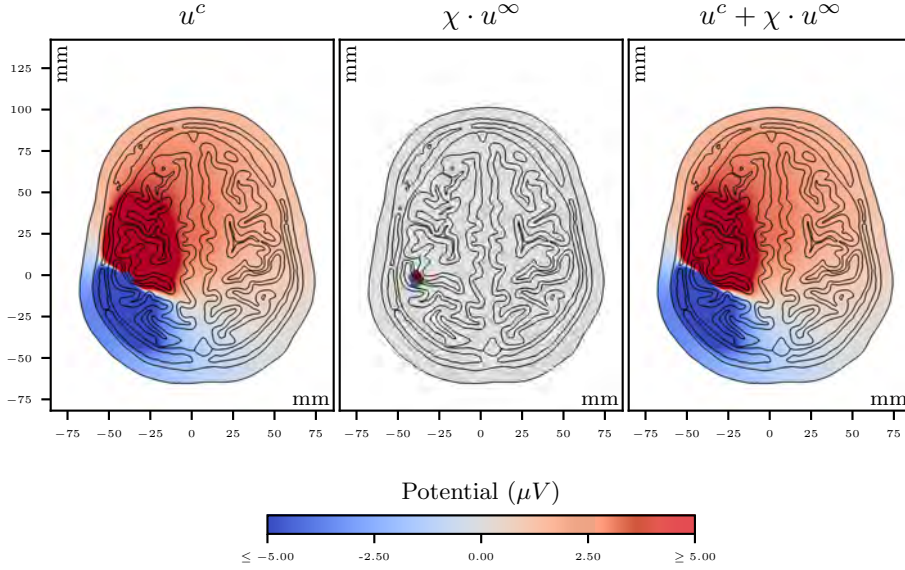 u^c
χ · u^∞
u^c + χ · u^∞
mm mm mm
125
100
75
50
25
0
−25
−50
−75
mm mm mm
−75 −50 −25 0 25 50 75 −75 −50 −25 0 25 50 75 −75 −50 −25 0 25 50 75
Potential (μV)
≤ −5.00 -2.50 0.00 2.50 ≥ 5.00